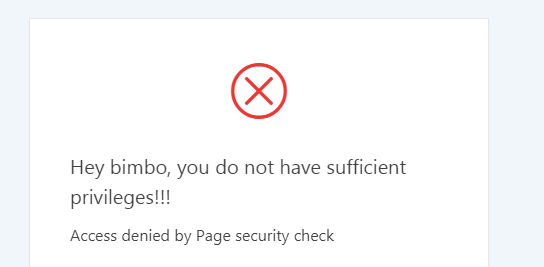 Hey bimbo, you do not have sufficient
privileges!!!
Access denied by Page security check